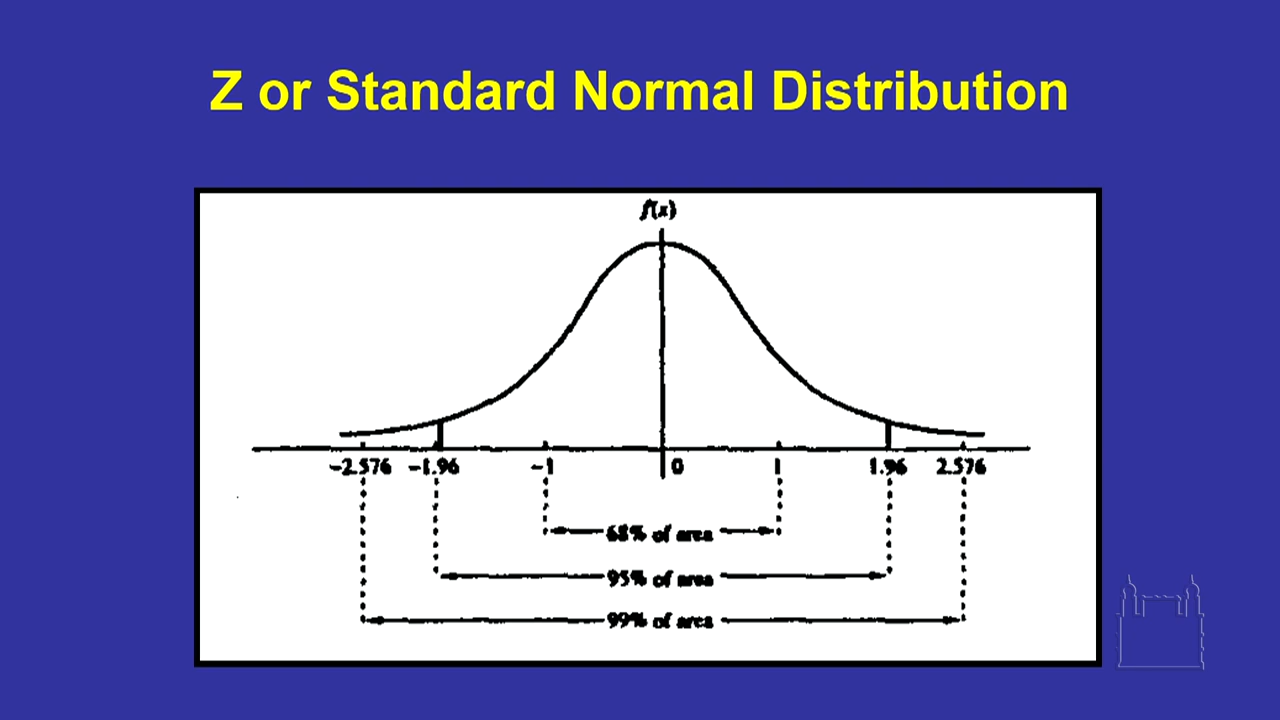 Z or Standard Normal Distribution
f(x)
−2.576 −1.96 −1 0 1 1.96 2.576
68% of area
95% of area
99% of area